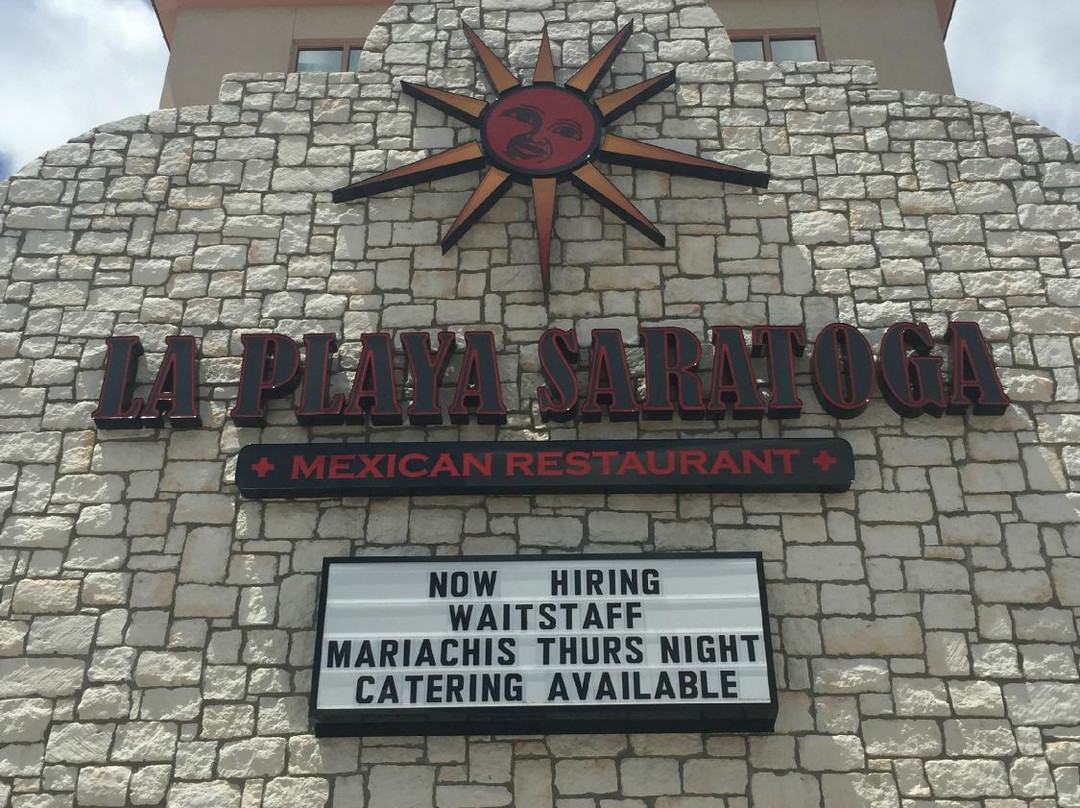 LA PLAYA SARATOGA
MEXICAN RESTAURANT
NOW HIRING
WAITSTAFF
MARIACHIS THURS NIGHT
CATERING AVAILABLE